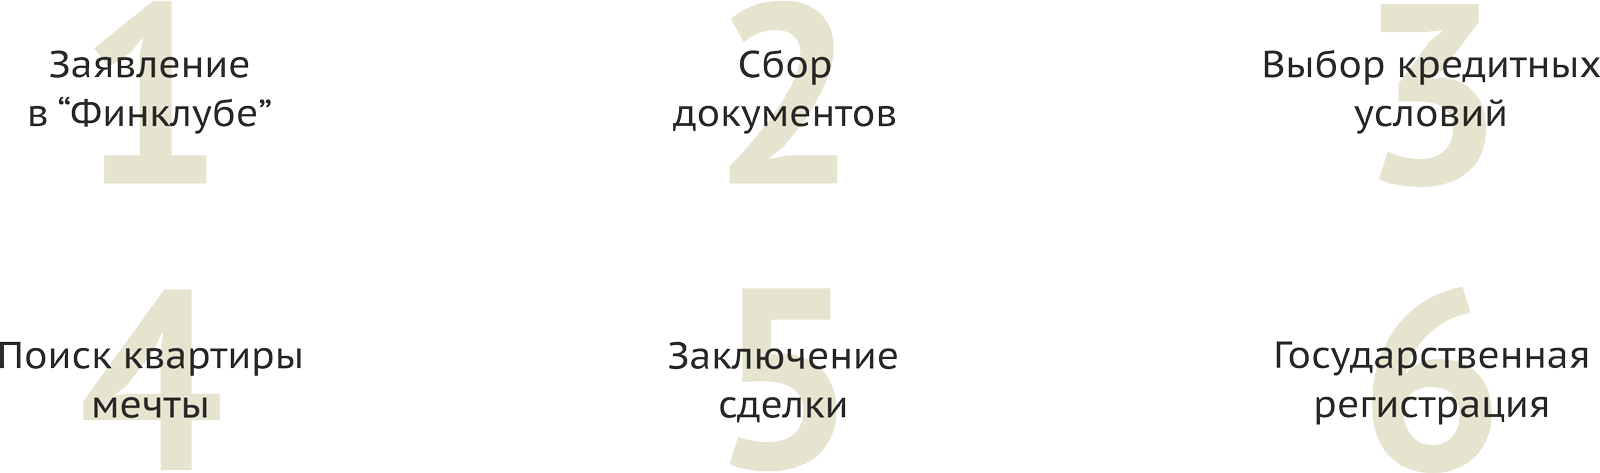 1
Заявление
в “Финклубе”
2
Сбор
документов
3
Выбор кредитных
условий
4
Поиск квартиры
мечты
5
Заключение
сделки
6
Государственная
регистрация